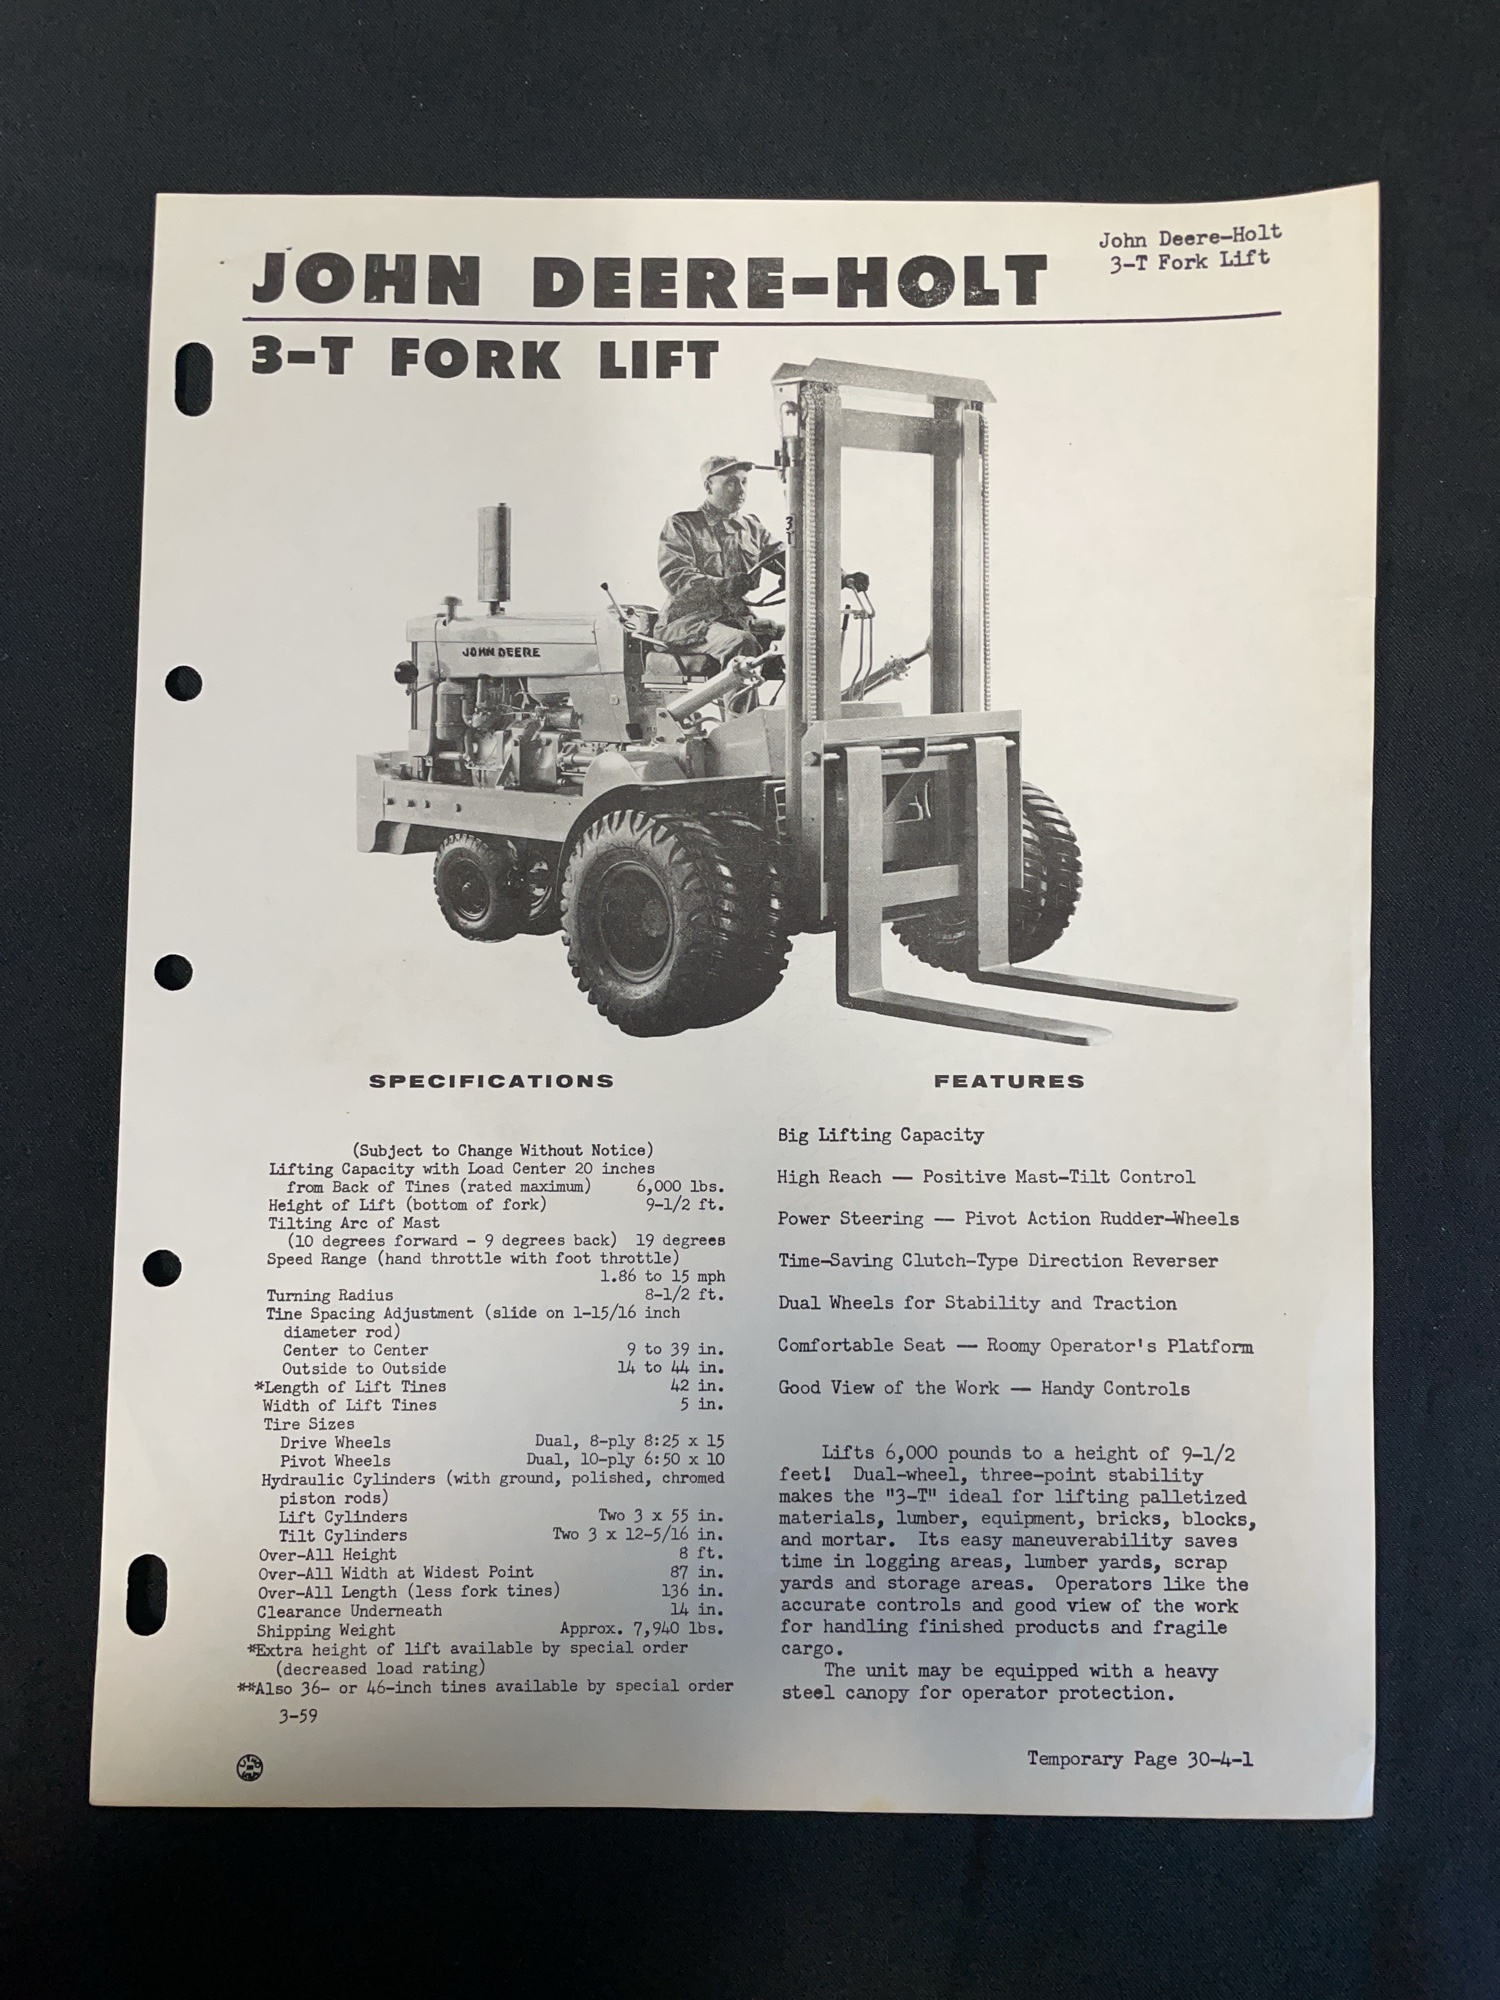 John Deere-Holt
3-T Fork Lift
JOHN DEERE-HOLT
3-T FORK LIFT
3
T
JOHN DEERE
SPECIFICATIONS
(Subject to Change Without Notice)
Lifting Capacity with Load Center 20 inches
from Back of Tines (rated maximum) 6,000 lbs.
Height of Lift (bottom of fork) 9-1/2 ft.
Tilting Arc of Mast
(10 degrees forward - 9 degrees back) 19 degrees
Speed Range (hand throttle with foot throttle)
1.86 to 15 mph
Turning Radius 8-1/2 ft.
Tine Spacing Adjustment (slide on 1-15/16 inch
diameter rod)
Center to Center 9 to 39 in.
Outside to Outside 14 to 44 in.
*Length of Lift Tines 42 in.
Width of Lift Tines 5 in.
Tire Sizes
Drive Wheels Dual, 8-ply 8:25 x 15
Pivot Wheels Dual, 10-ply 6:50 x 10
Hydraulic Cylinders (with ground, polished, chromed
piston rods)
Lift Cylinders Two 3 x 55 in.
Tilt Cylinders Two 3 x 12-5/16 in.
Over-All Height 8 ft.
Over-All Width at Widest Point 87 in.
Over-All Length (less fork tines) 136 in.
Clearance Underneath 14 in.
Shipping Weight Approx. 7,940 lbs.
*Extra height of lift available by special order
(decreased load rating)
**Also 36- or 46-inch tines available by special order
3-59
FEATURES
Big Lifting Capacity
High Reach -- Positive Mast-Tilt Control
Power Steering -- Pivot Action Rudder-Wheels
Time-Saving Clutch-Type Direction Reverser
Dual Wheels for Stability and Traction
Comfortable Seat -- Roomy Operator's Platform
Good View of the Work -- Handy Controls
Lifts 6,000 pounds to a height of 9-1/2
feet! Dual-wheel, three-point stability
makes the "3-T" ideal for lifting palletized
materials, lumber, equipment, bricks, blocks,
and mortar. Its easy maneuverability saves
time in logging areas, lumber yards, scrap
yards and storage areas. Operators like the
accurate controls and good view of the work
for handling finished products and fragile
cargo.
The unit may be equipped with a heavy
steel canopy for operator protection.
Temporary Page 30-4-1